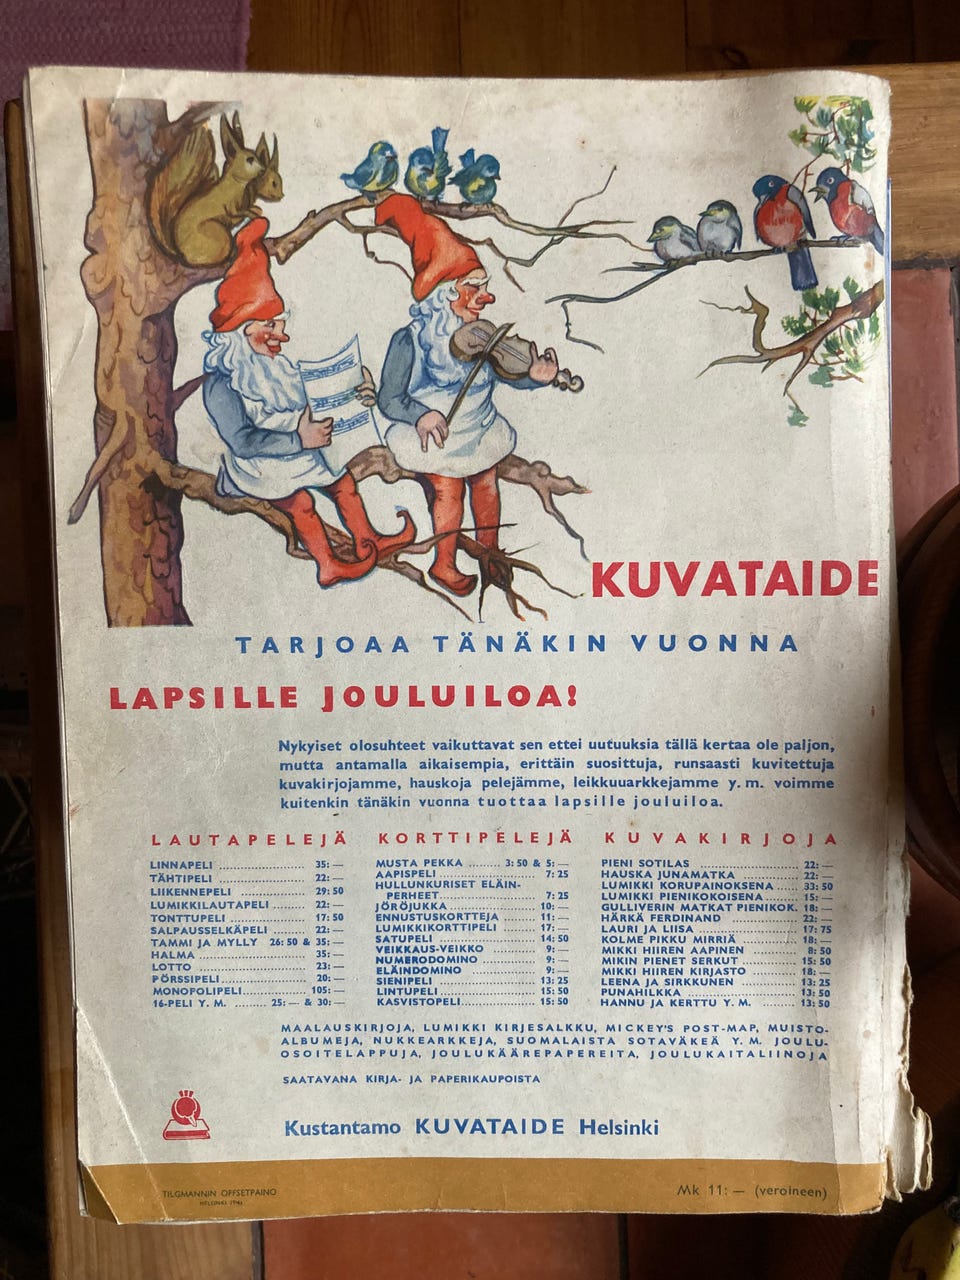 KUVATAIDE
TARJOAA TÄNÄKIN VUONNA
LAPSILLE JOULUILOA!
Nykyiset olosuhteet vaikuttavat sen ettei uutuuksia tällä kertaa ole paljon,
mutta antamalla aikaisempia, erittäin suosittuja, runsaasti kuvitettuja
kuvakirjojamme, hauskoja pelejämme, leikkuuarkkejamme y. m. voimme
kuitenkin tänäkin vuonna tuottaa lapsille jouluiloa.
LAUTAPELEJÄ
LINNAPELI ........ 35: —
TÄHTIPELI ........ 22: —
LIIKENNEPELI ........ 29: 50
LUMIKKILAUTAPELI ........ 22: —
TONTTUPELI ........ 17: 50
SALPAUSSELKÄPELI ........ 22: —
TAMMI JA MYLLY 26: 50 & 35: —
HALMA ........ 35: —
LOTTO ........ 23: —
PÖRSSIPELI ........ 20: —
MONOPOLIPELI ........ 105: —
16-PELI Y. M. ........ 25: — & 30: —
KORTTIPELEJÄ
MUSTA PEKKA ........ 3: 50 & 5: —
AAPISPELI ........ 7: 25
HULLUNKURISET ELÄIN-
PERHEET ........ 7: 25
JÖRÖJUKKA ........ 10: —
ENNUSTUSKORTTEJA ........ 11: —
LUMIKKIKORTTIPELI ........ 17: —
SATUPELI ........ 14: 50
VEIKKAUS-VEIKKO ........ 9: —
NUMERODOMINO ........ 9: —
ELÄINDOMINO ........ 9: —
SIENIPELI ........ 13: 25
LINTUPELI ........ 15: 50
KASVISTOPELI ........ 15: 50
KUVAKIRJOJA
PIENI SOTILAS ........ 22: —
HAUSKA JUNAMATKA ........ 22: —
LUMIKKI KORUPAINOKSENA ..... 33: 50
LUMIKKI PIENIKOKOISENA ...... 15: —
GULLIVERIN MATKAT PIENIKOK. 18: —
HÄRKÄ FERDINAND ........ 22: —
LAURI JA LIISA ........ 17: 75
KOLME PIKKU MIRRIÄ ........ 18: —
MIKKI HIIREN AAPINEN ........ 8: 50
MIKIN PIENET SERKUT ........ 15: 50
MIKKI HIIREN KIRJASTO ........ 18: —
LEENA JA SIRKKUNEN ........ 13: 25
PUNAHILKKA ........ 13: 50
HANNU JA KERTTU Y. M. ...... 13: 50
MAALAUSKIRJOJA, LUMIKKI KIRJESALKKU, MICKEY'S POST-MAP, MUISTO-
ALBUMEJA, NUKKEARKKEJA, SUOMALAISTA SOTAVÄKEÄ Y. M. JOULU-
OSOITELAPPUJA, JOULUKÄÄREPAPEREITA, JOULUKAITALIINOJA
SAATAVANA KIRJA- JA PAPERIKAUPOISTA
Kustantamo KUVATAIDE Helsinki
TILGMANNIN OFFSETPAINO
HELSINKI
Mk 11: — (veroineen)